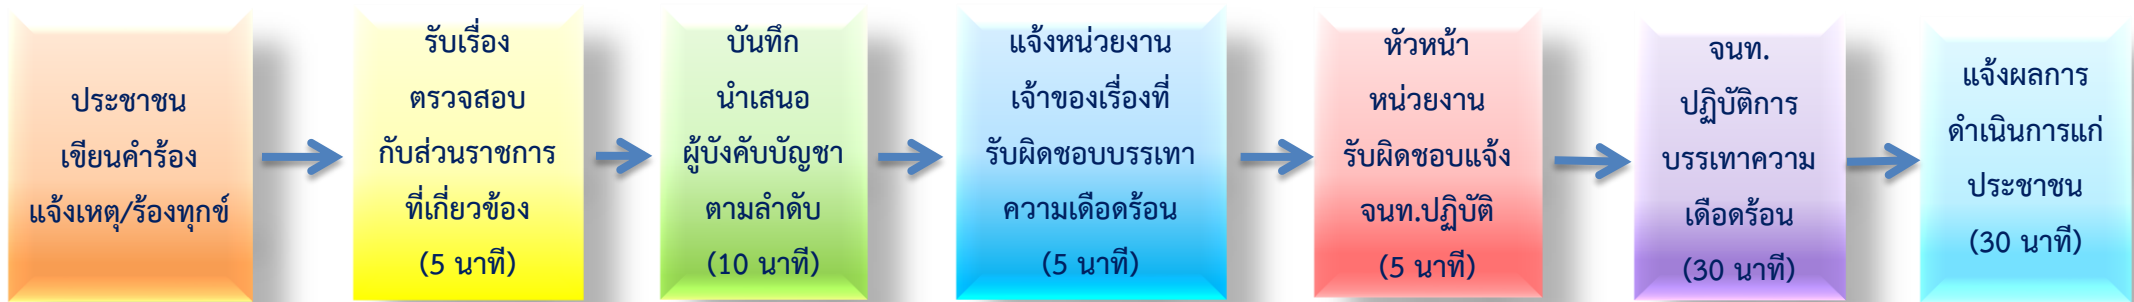 ประชาชน
เขียนคำร้อง
แจ้งเหตุ/ร้องทุกข์
รับเรื่อง
ตรวจสอบ
กับส่วนราชการ
ที่เกี่ยวข้อง
(5 นาที)
บันทึก
นำเสนอ
ผู้บังคับบัญชา
ตามลำดับ
(10 นาที)
แจ้งหน่วยงาน
เจ้าของเรื่องที่
รับผิดชอบบรรเทา
ความเดือดร้อน
(5 นาที)
หัวหน้า
หน่วยงาน
รับผิดชอบแจ้ง
จนท.ปฏิบัติ
(5 นาที)
จนท.
ปฏิบัติการ
บรรเทาความ
เดือดร้อน
(30 นาที)
แจ้งผลการ
ดำเนินการแก่
ประชาชน
(30 นาที)